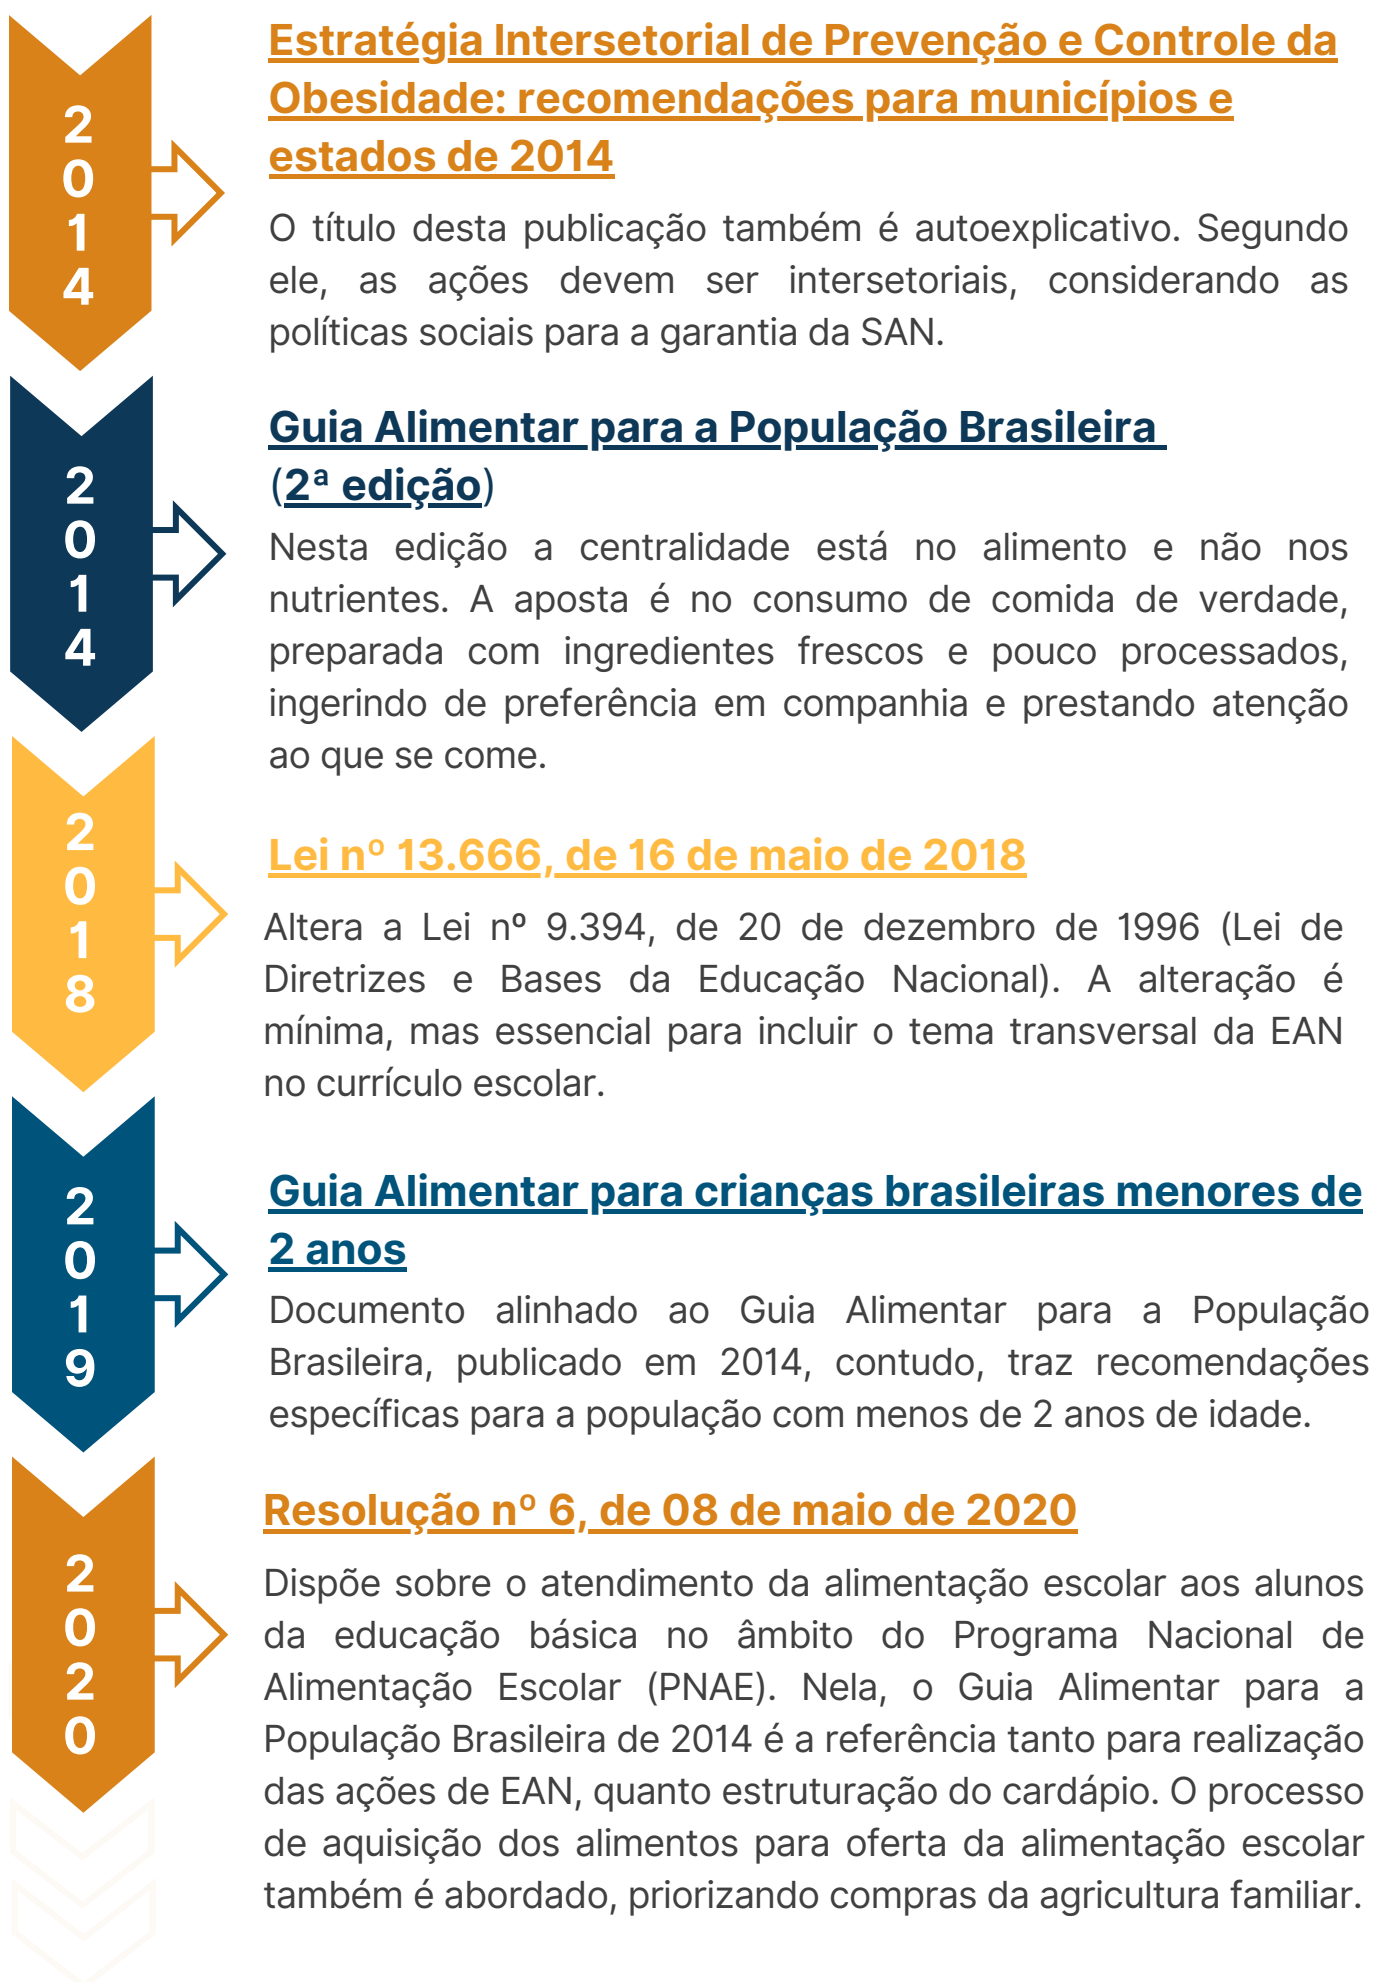 2014
Estratégia Intersetorial de Prevenção e Controle da
Obesidade: recomendações para municípios e
estados de 2014
O título desta publicação também é autoexplicativo. Segundo
ele, as ações devem ser intersetoriais, considerando as
políticas sociais para a garantia da SAN.
2014
Guia Alimentar para a População Brasileira
(2ª edição)
Nesta edição a centralidade está no alimento e não nos
nutrientes. A aposta é no consumo de comida de verdade,
preparada com ingredientes frescos e pouco processados,
ingerindo de preferência em companhia e prestando atenção
ao que se come.
2018
Lei nº 13.666, de 16 de maio de 2018
Altera a Lei nº 9.394, de 20 de dezembro de 1996 (Lei de
Diretrizes e Bases da Educação Nacional). A alteração é
mínima, mas essencial para incluir o tema transversal da EAN
no currículo escolar.
2019
Guia Alimentar para crianças brasileiras menores de
2 anos
Documento alinhado ao Guia Alimentar para a População
Brasileira, publicado em 2014, contudo, traz recomendações
específicas para a população com menos de 2 anos de idade.
2020
Resolução nº 6, de 08 de maio de 2020
Dispõe sobre o atendimento da alimentação escolar aos alunos
da educação básica no âmbito do Programa Nacional de
Alimentação Escolar (PNAE). Nela, o Guia Alimentar para a
População Brasileira de 2014 é a referência tanto para realização
das ações de EAN, quanto estruturação do cardápio. O processo
de aquisição dos alimentos para oferta da alimentação escolar
também é abordado, priorizando compras da agricultura familiar.